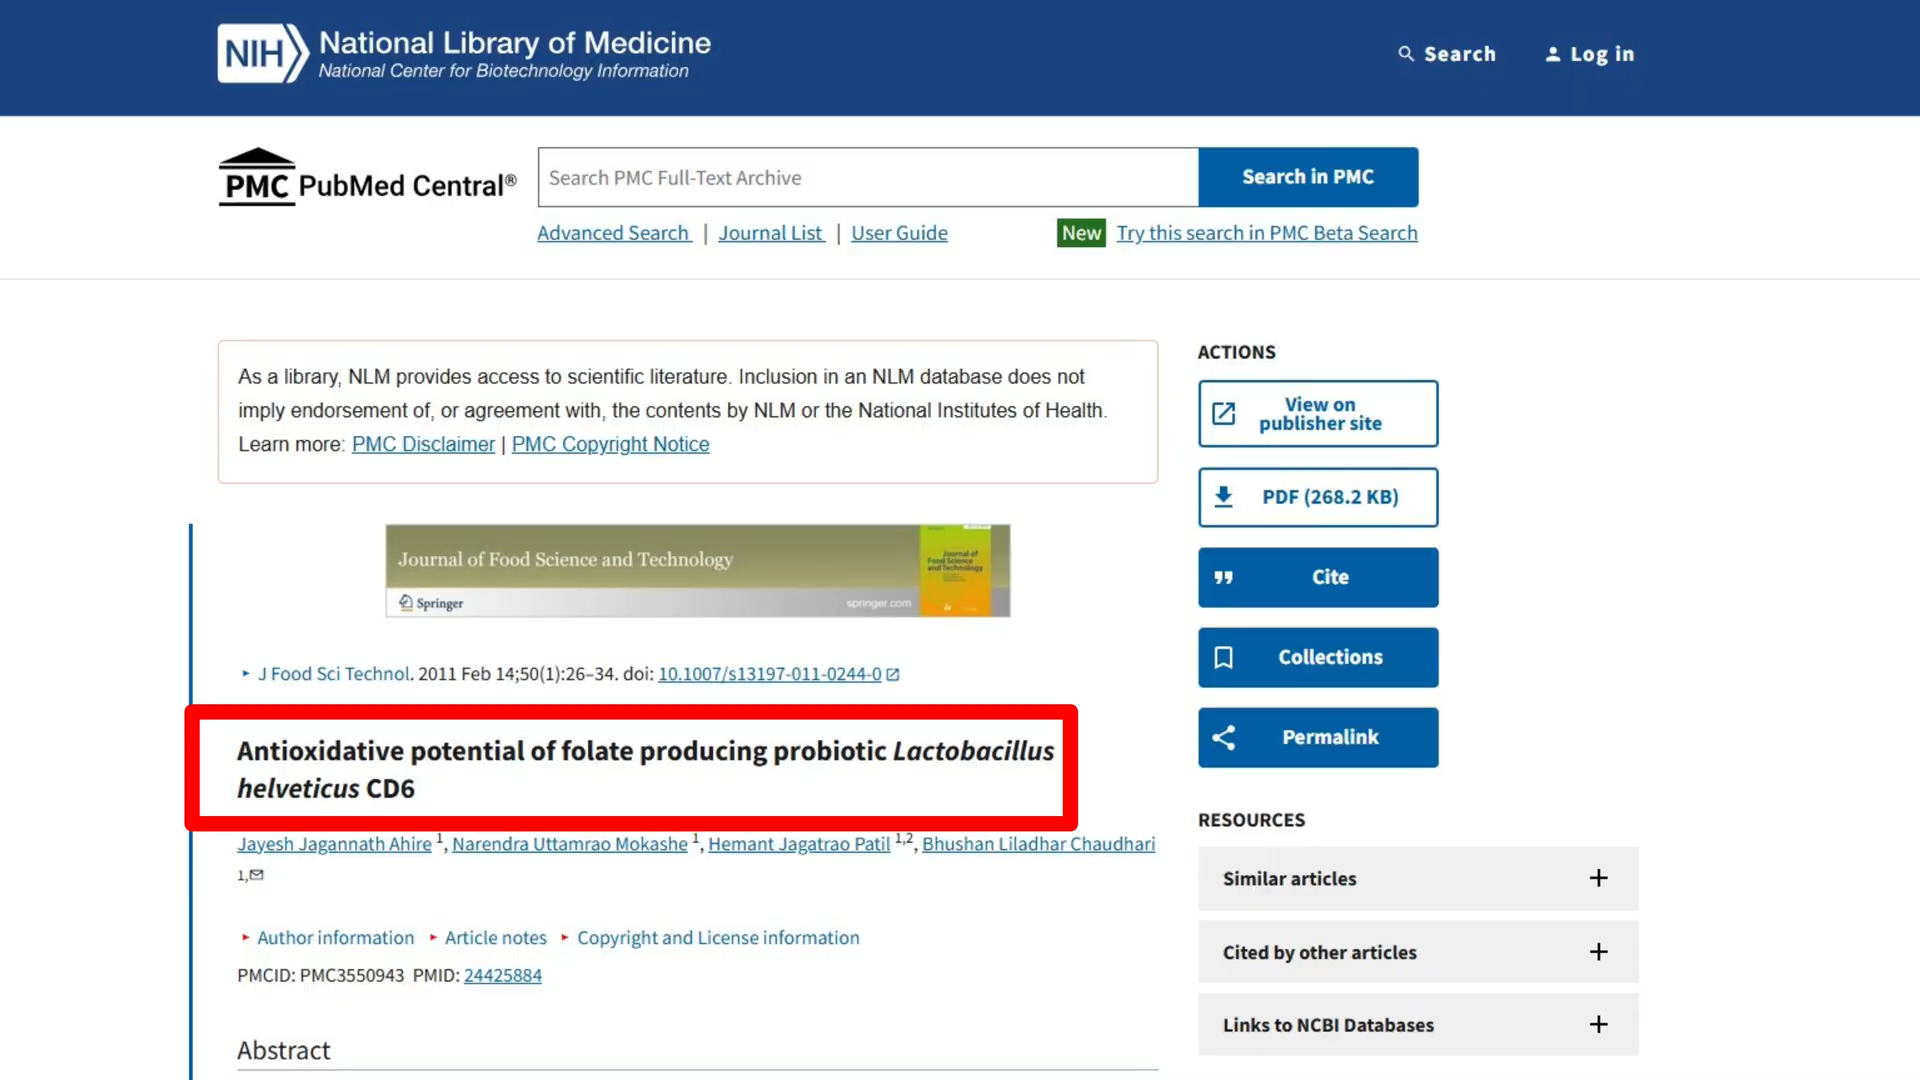 NIH National Library of Medicine
National Center for Biotechnology Information
Search
Log in
PMC PubMed Central®
Search PMC Full-Text Archive
Search in PMC
Advanced Search | Journal List | User Guide
New Try this search in PMC Beta Search
As a library, NLM provides access to scientific literature. Inclusion in an NLM database does not
imply endorsement of, or agreement with, the contents by NLM or the National Institutes of Health.
Learn more: PMC Disclaimer | PMC Copyright Notice
Journal of Food Science and Technology
Journal of
Food Science
and Technology
Springer
springer.com
J Food Sci Technol. 2011 Feb 14;50(1):26–34. doi: 10.1007/s13197-011-0244-0
Antioxidative potential of folate producing probiotic Lactobacillus
helveticus CD6
Jayesh Jagannath Ahire 1, Narendra Uttamrao Mokashe 1, Hemant Jagatrao Patil 1,2, Bhushan Liladhar Chaudhari
1,
Author information Article notes Copyright and License information
PMCID: PMC3550943 PMID: 24425884
Abstract
ACTIONS
View on
publisher site
PDF (268.2 KB)
Cite
Collections
Permalink
RESOURCES
Similar articles
Cited by other articles
Links to NCBI Databases